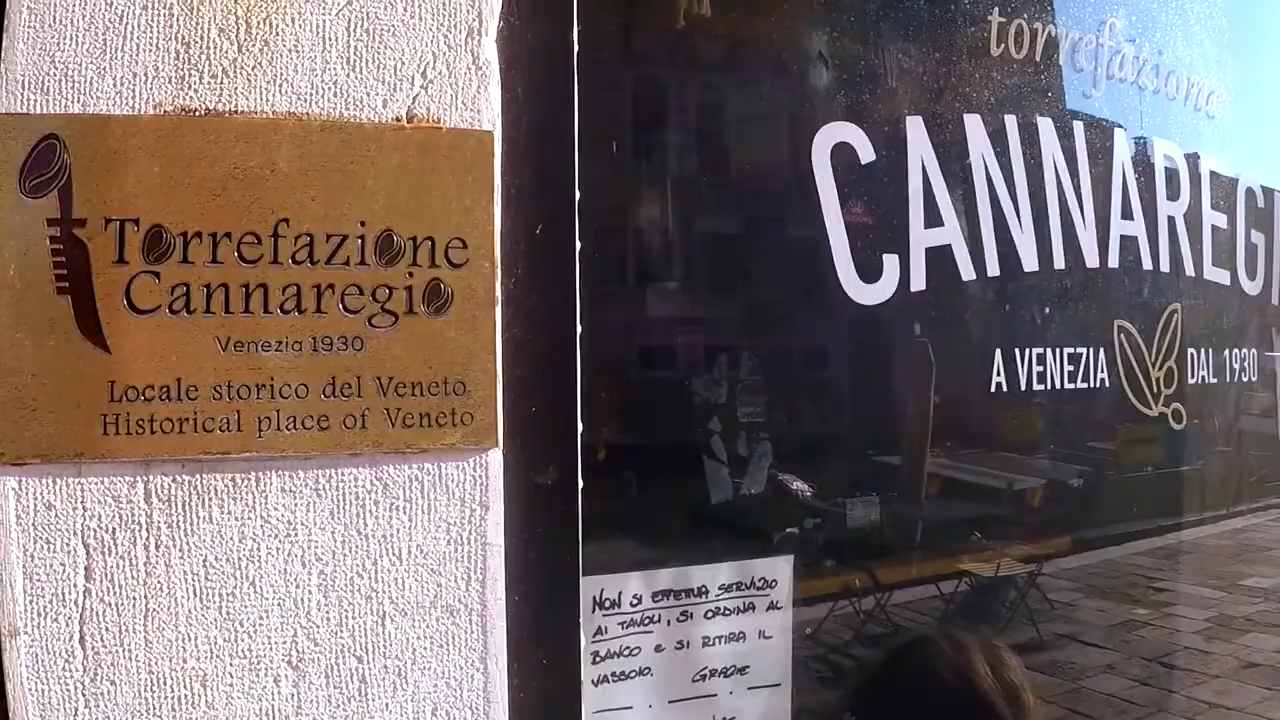 Torrefazione
Cannaregio
Venezia 1930
Locale storico del Veneto
Historical place of Veneto
torrefazione
CANNAREGI
A VENEZIA DAL 1930
NON SI EFFETTUA SERVIZIO
AI TAVOLI, SI ORDINA AL
BANCO E SI RITIRA IL
VASSOIO. GRAZIE